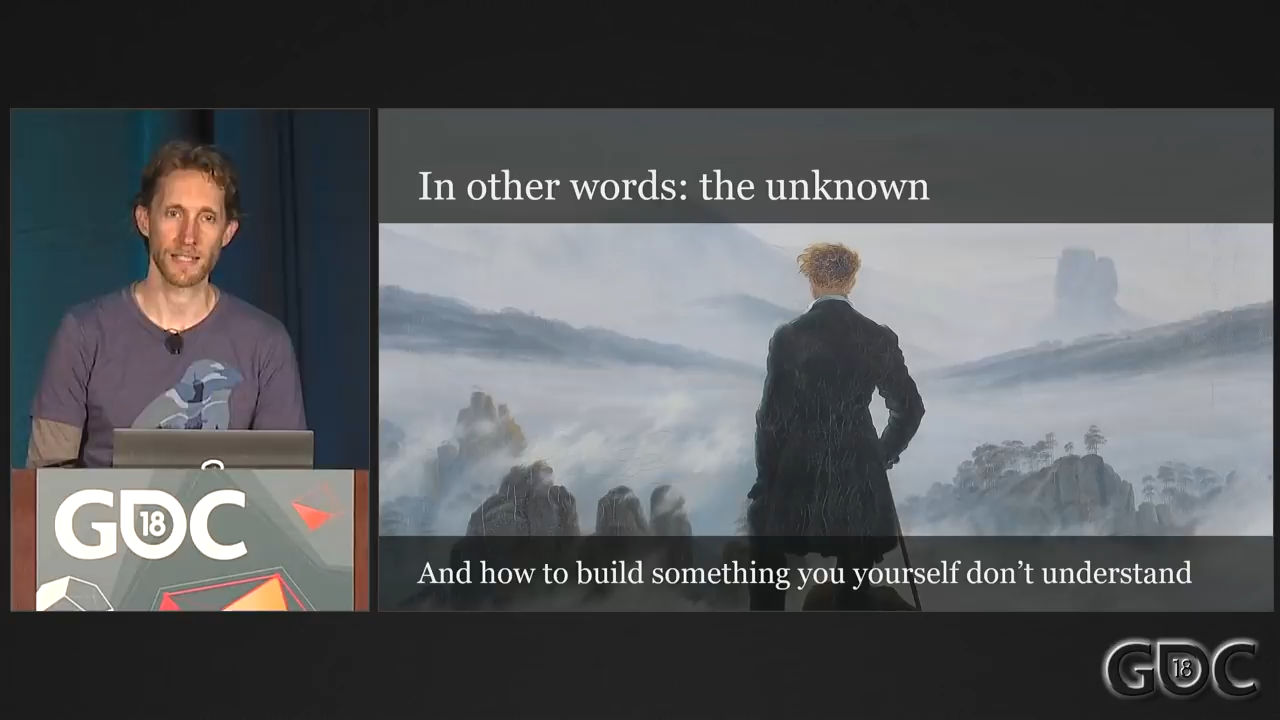 In other words: the unknown
And how to build something you yourself don't understand
GDC
18
GDC
18